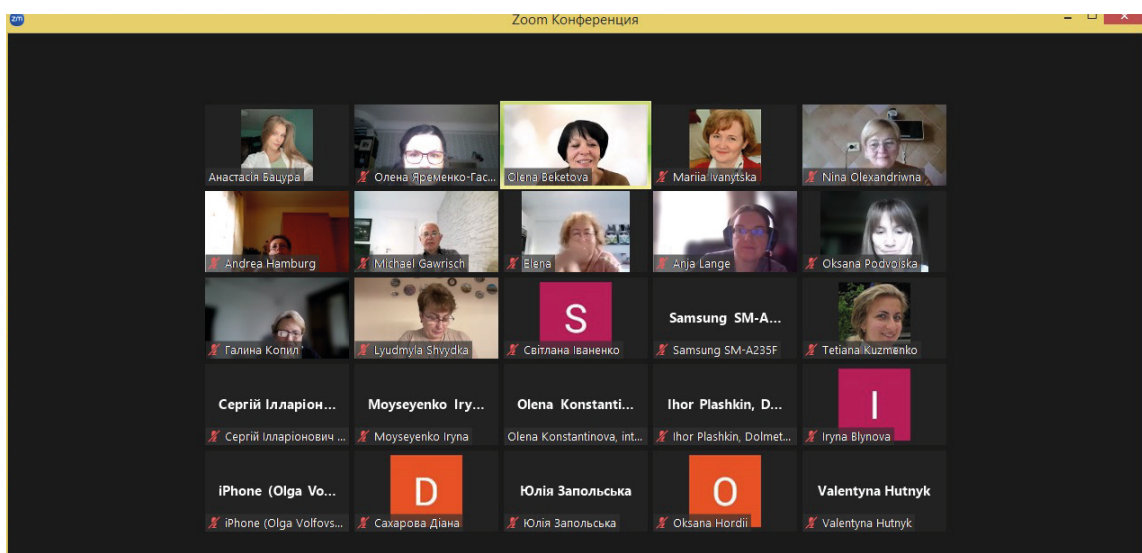 zm Zoom Конференция
Анастасія Бацура
Олена Яременко-Гас...
Olena Beketova
Mariia Ivanytska
Nina Olexandriwna
Andrea Hamburg
Michael Gawrisch
Elena
Anja Lange
Oksana Podvoiska
Галина Копил
Lyudmyla Shvydka
S
Світлана Іваненко
Samsung SM-A...
Samsung SM-A235F
Tetiana Kuzmenko
Сергій Ілларіон...
Сергій Ілларіонович ...
Moyseyenko Iry...
Moyseyenko Iryna
Olena Konstanti...
Olena Konstantinova, int...
Ihor Plashkin, D...
Ihor Plashkin, Dolmet...
I
Iryna Blynova
iPhone (Olga Vo...
iPhone (Olga Volfovs...
D
Сахарова Діана
Юлія Запольська
Юлія Запольська
O
Oksana Hordii
Valentyna Hutnyk
Valentyna Hutnyk